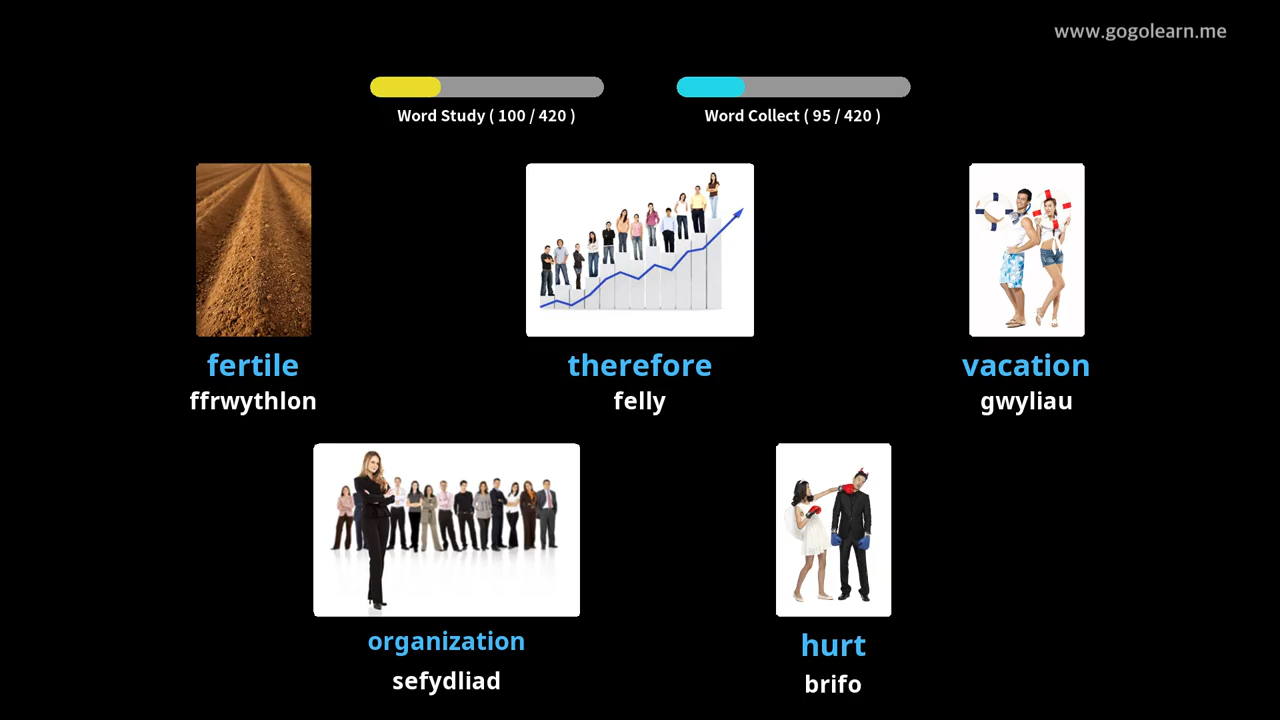 www.gogolearn.me
Word Study ( 100 / 420 )
Word Collect ( 95 / 420 )
fertile
ffrwythlon
therefore
felly
vacation
gwyliau
organization
sefydliad
hurt
brifo